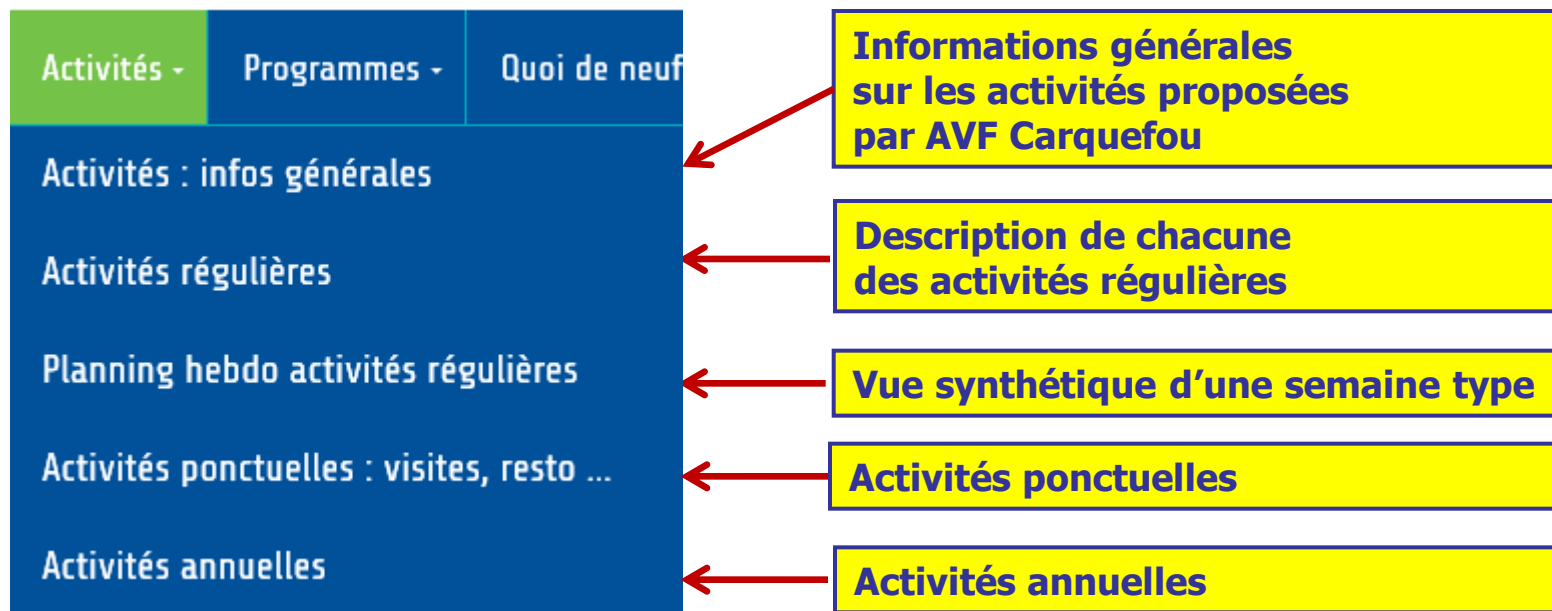 Activités - Programmes - Quoi de neuf
Activités : infos générales
Activités régulières
Planning hebdo activités régulières
Activités ponctuelles : visites, resto ...
Activités annuelles
Informations générales
sur les activités proposées
par AVF Carquefou
Description de chacune
des activités régulières
Vue synthétique d’une semaine type
Activités ponctuelles
Activités annuelles